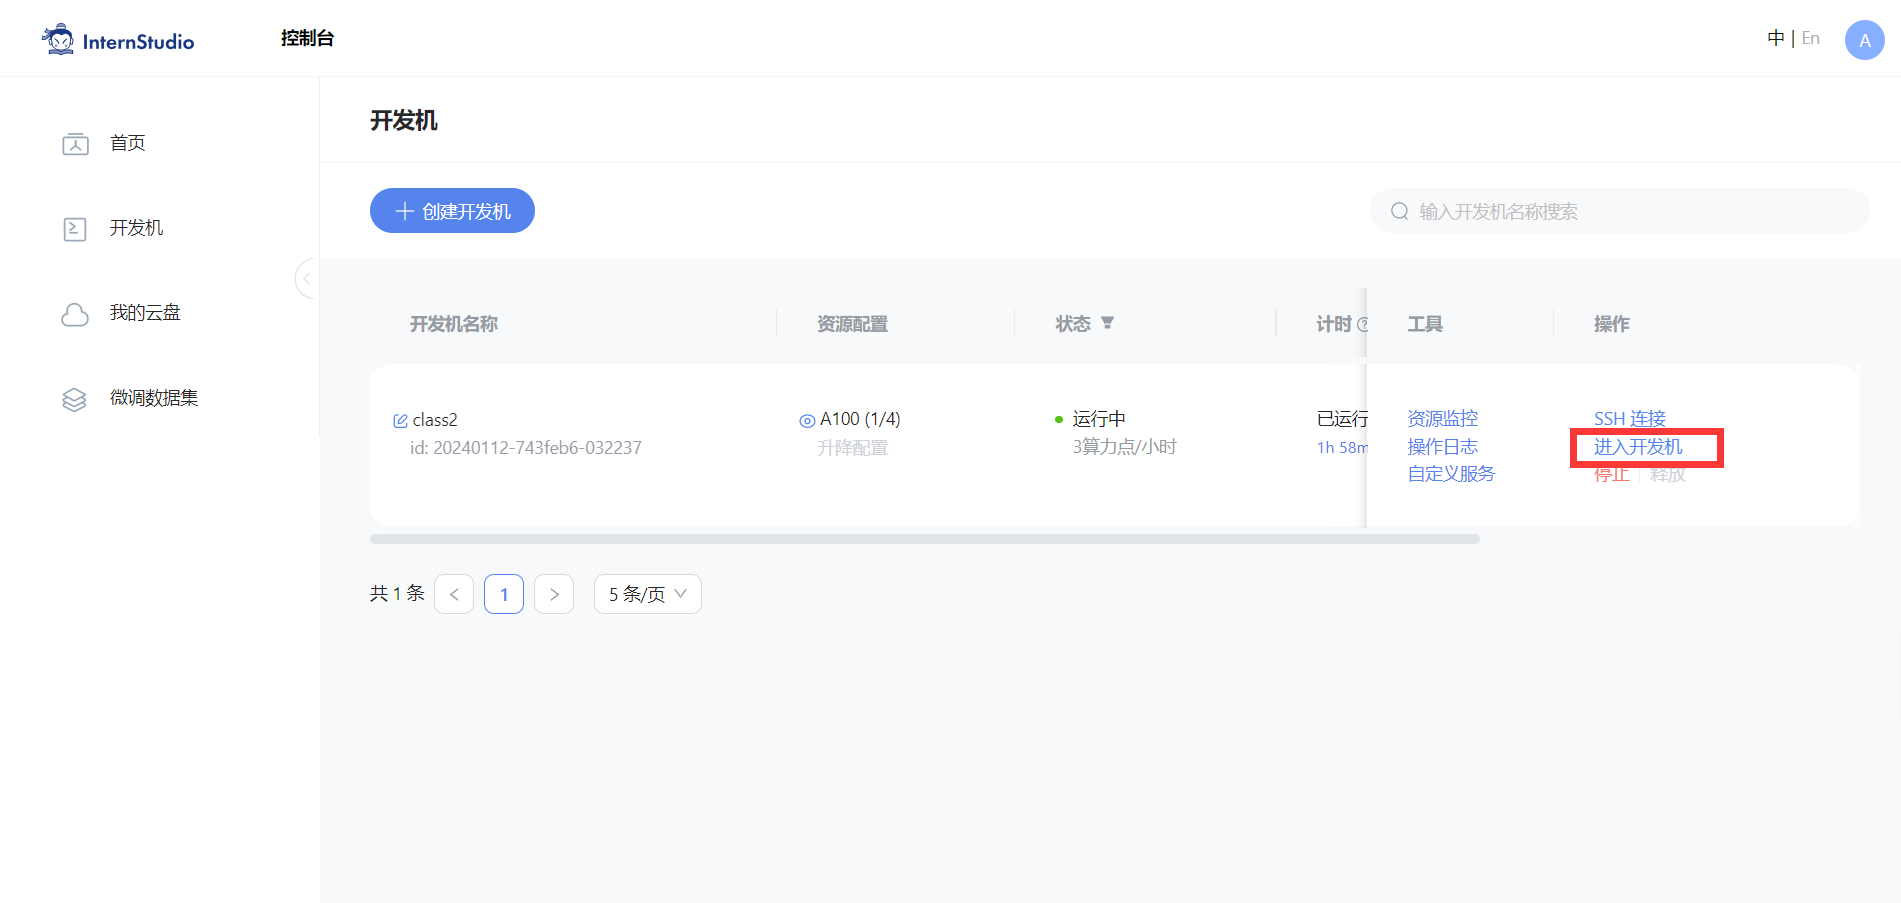 InternStudio
控制台
中 | En
A
首页
开发机
我的云盘
微调数据集
开发机
创建开发机
输入开发机名称搜索
开发机名称
资源配置
状态
计时
工具
操作
class2
id: 20240112-743feb6-032237
A100 (1/4)
升降配置
运行中
3算力点/小时
已运行
1h 58m
资源监控
操作日志
自定义服务
SSH 连接
进入开发机
停止
释放
共 1 条
<
1
>
5 条/页